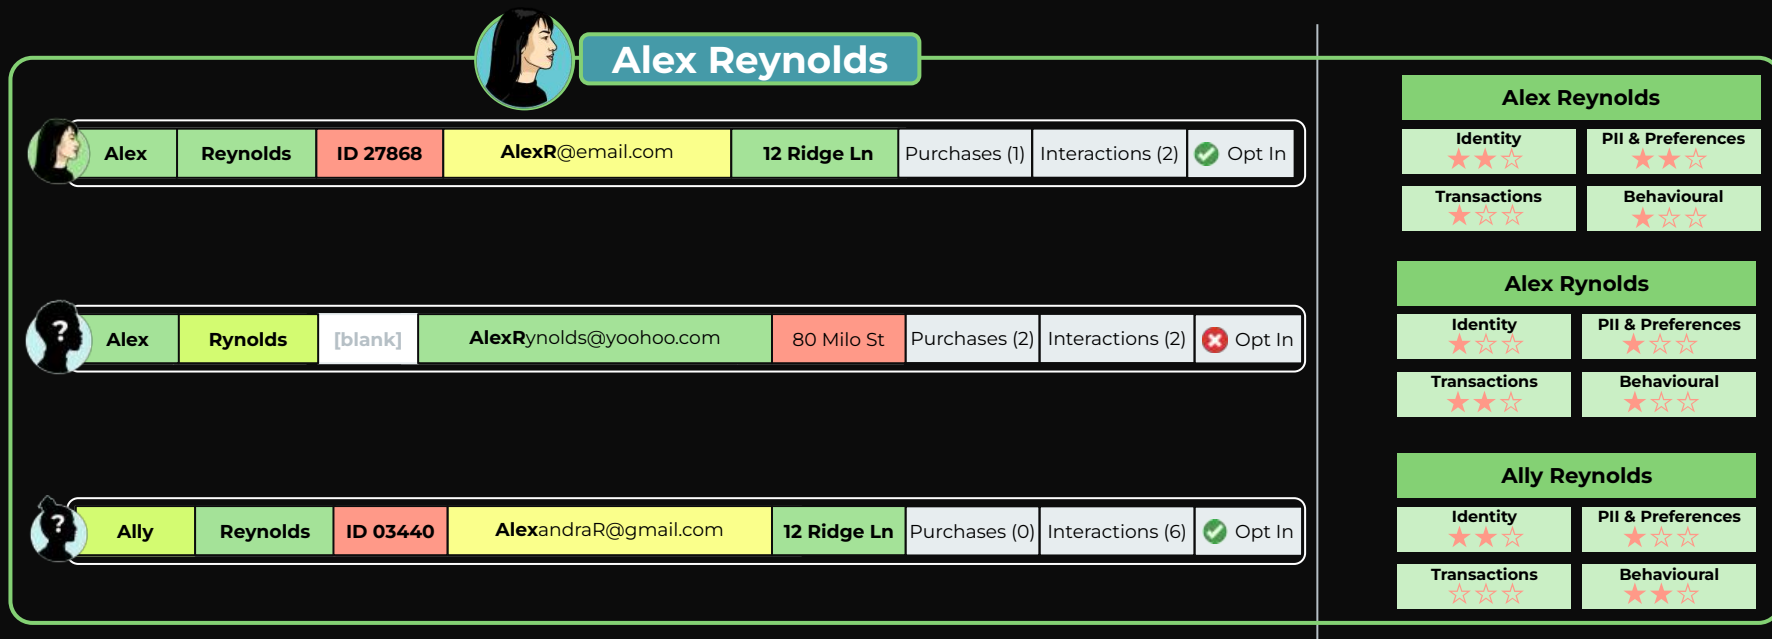 Alex Reynolds
Alex Reynolds ID 27868 AlexR@email.com 12 Ridge Ln Purchases (1) Interactions (2) Opt In
? Alex Rynolds [blank] AlexRynolds@yoohoo.com 80 Milo St Purchases (2) Interactions (2) Opt In
? Ally Reynolds ID 03440 AlexandraR@gmail.com 12 Ridge Ln Purchases (0) Interactions (6) Opt In
Alex Reynolds
Identity PII & Preferences
Transactions Behavioural
Alex Rynolds
Identity PII & Preferences
Transactions Behavioural
Ally Reynolds
Identity PII & Preferences
Transactions Behavioural